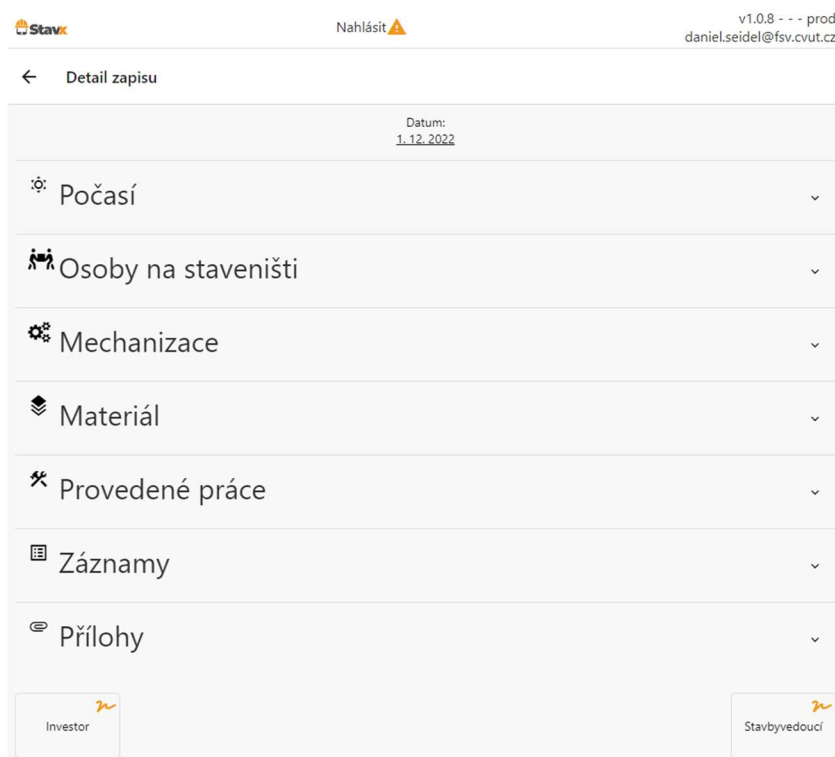 Stavx
Nahlásit
v1.0.8 - - - prod
daniel.seidel@fsv.cvut.cz
Detail zapisu
Datum:
1. 12. 2022
Počasí
Osoby na staveništi
Mechanizace
Materiál
Provedené práce
Záznamy
Přílohy
Investor
Stavbyvedoucí